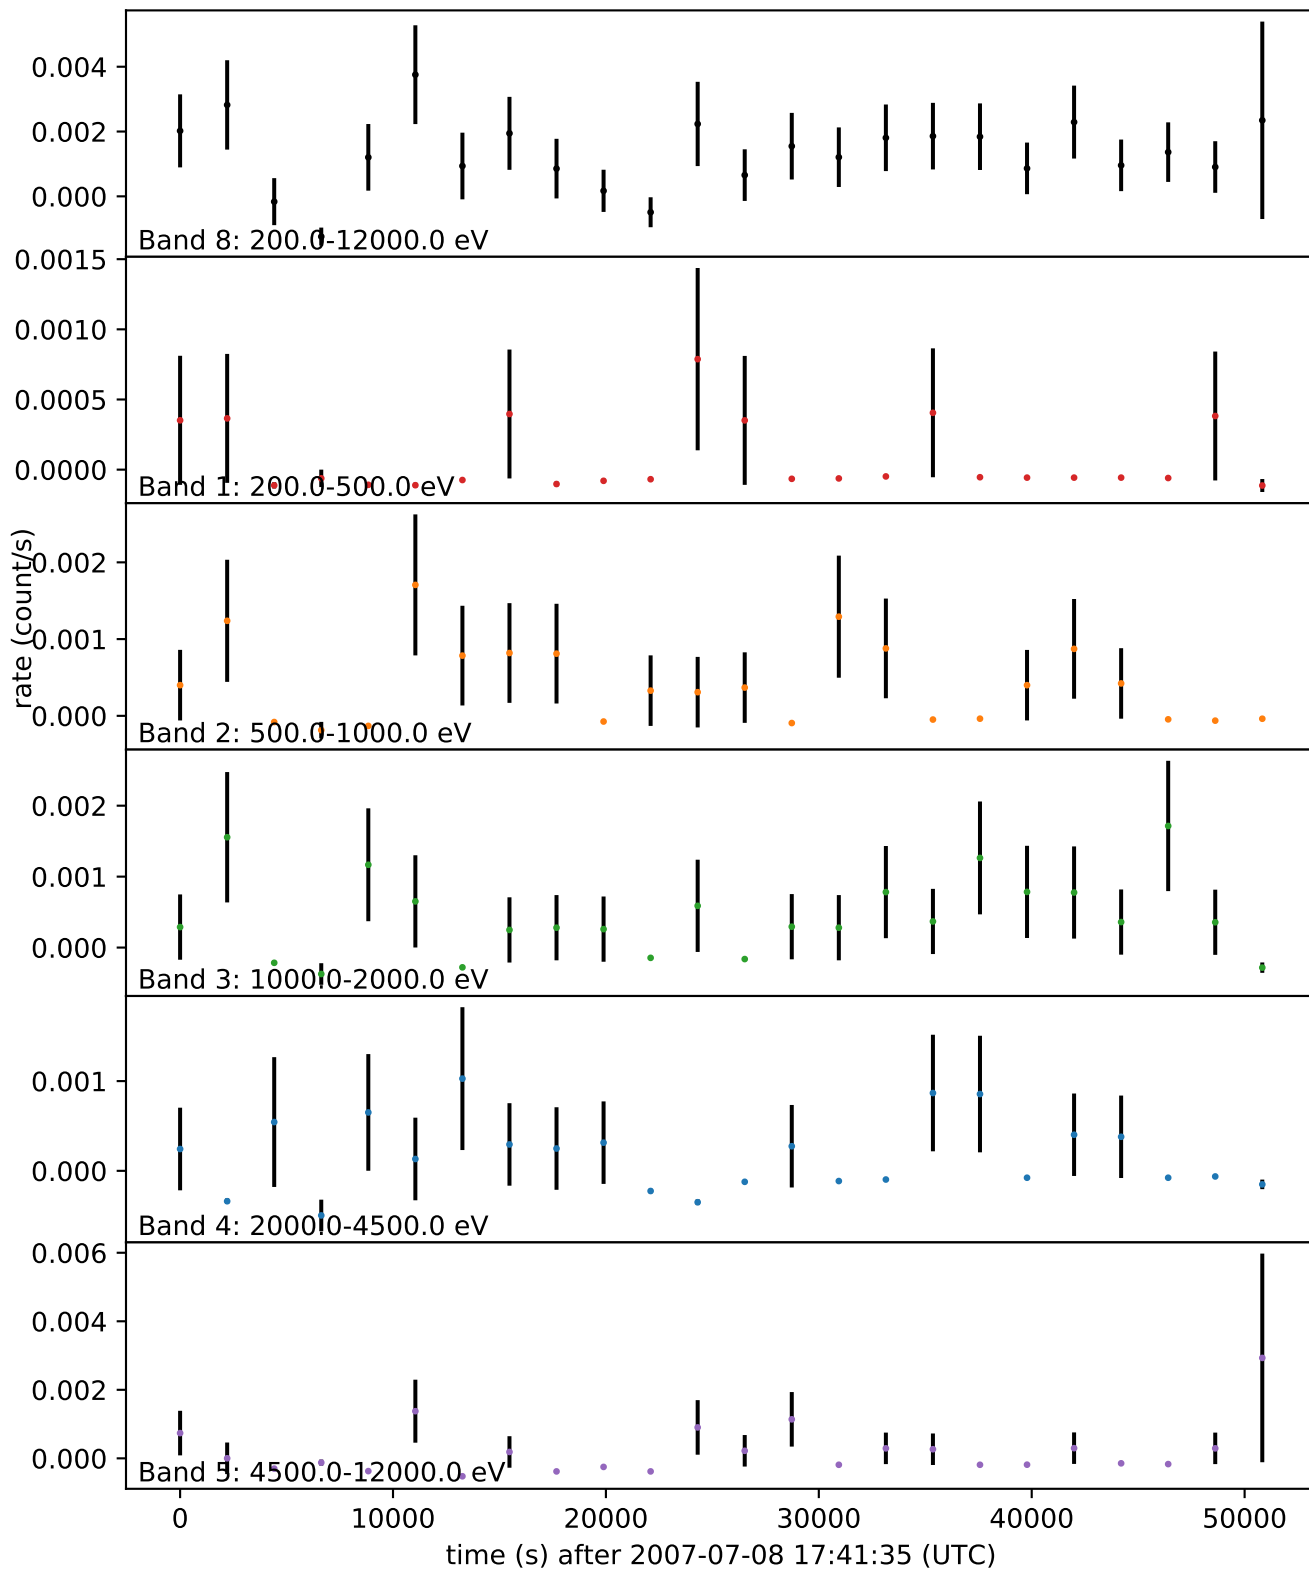 0.004
0.002
0.000
Band 8: 200.0-12000.0 eV
0.0015
0.0010
0.0005
0.0000
Band 1: 200.0-500.0 eV
rate (count/s)
0.002
0.001
0.000
Band 2: 500.0-1000.0 eV
0.002
0.001
0.000
Band 3: 1000.0-2000.0 eV
0.001
0.000
Band 4: 2000.0-4500.0 eV
0.006
0.004
0.002
0.000
Band 5: 4500.0-12000.0 eV
0 10000 20000 30000 40000 50000
time (s) after 2007-07-08 17:41:35 (UTC)